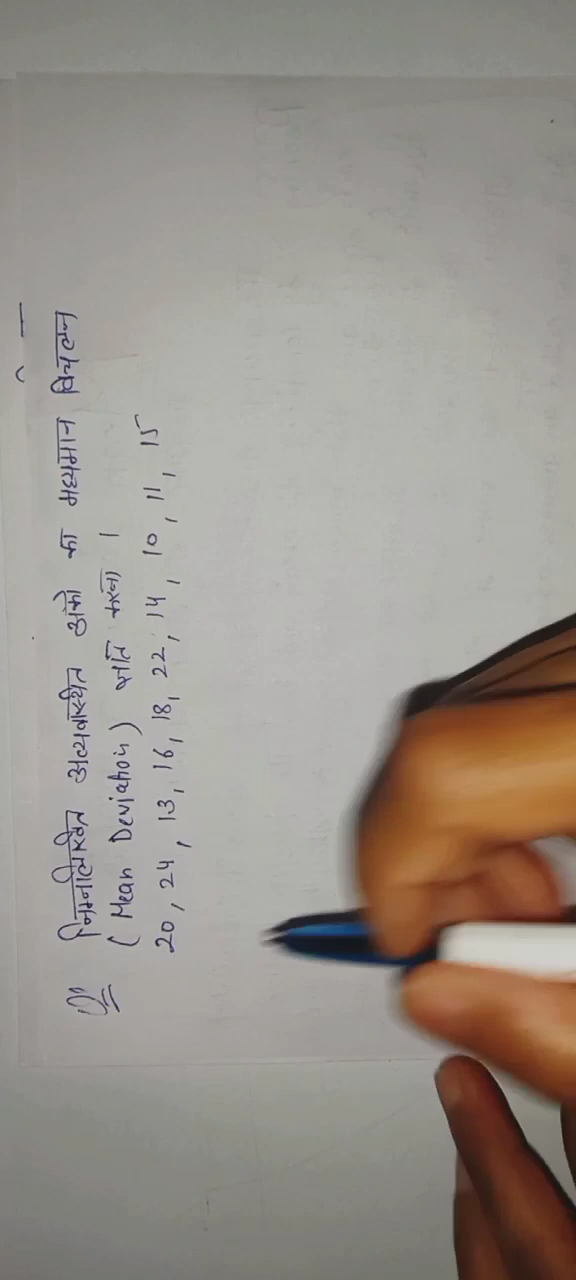 प्र निम्नलिखित अव्यवस्थित अंको का मध्यमान विचलन
( Mean Deviation ) ज्ञात करो ।
20, 24, 13, 16, 18, 22, 14, 10, 11, 15